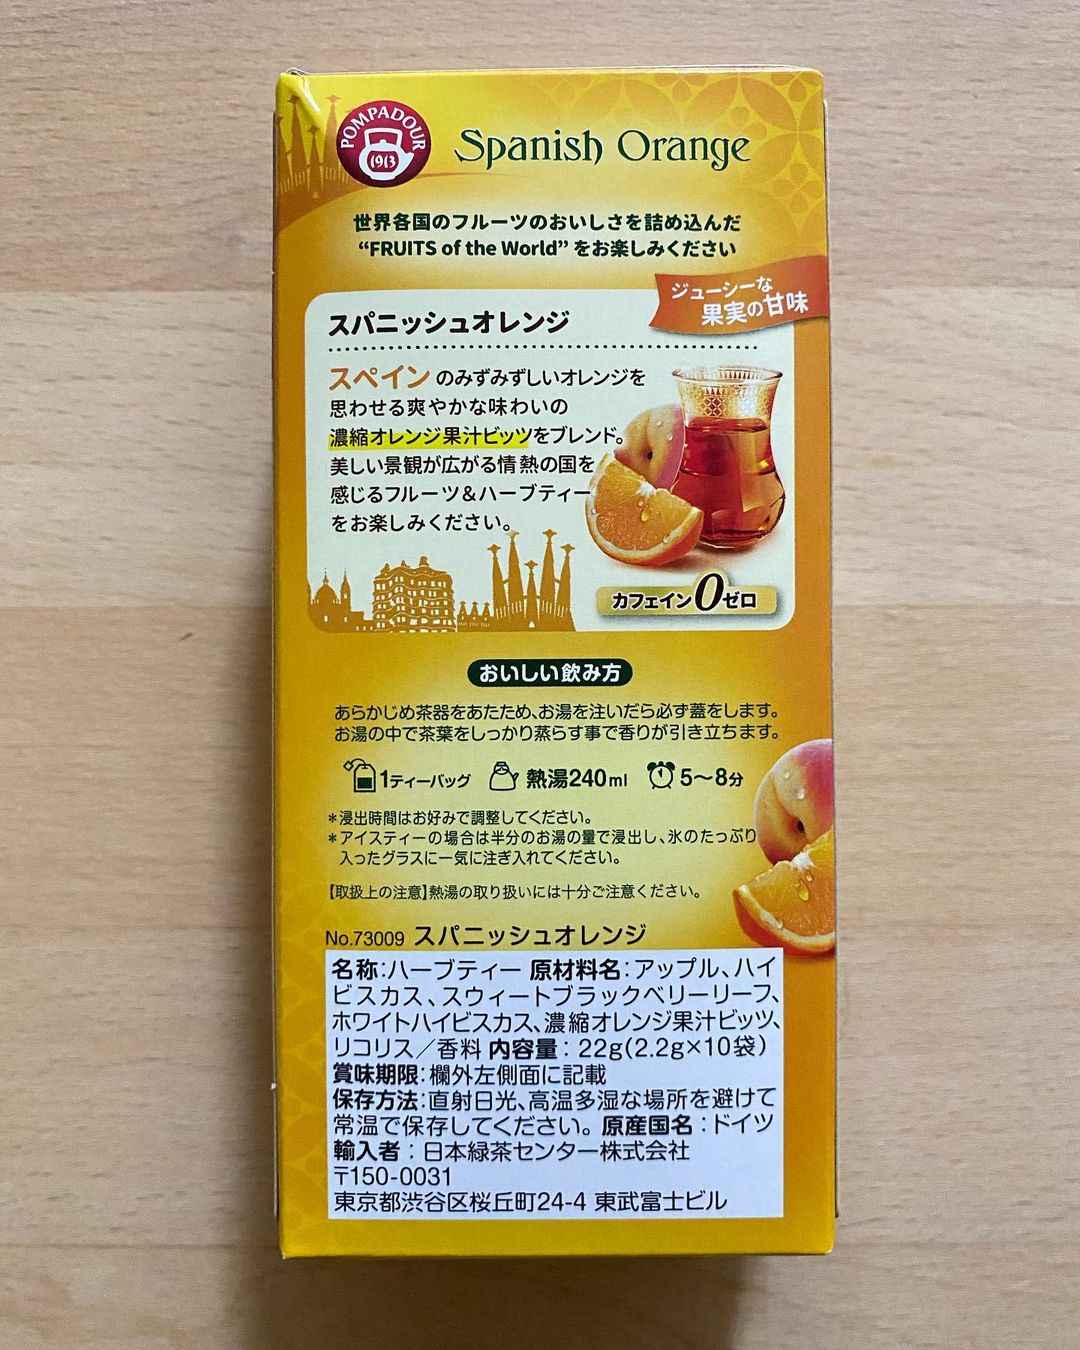 POMPADOUR
1913
Spanish Orange
世界各国のフルーツのおいしさを詰め込んだ
“FRUITS of the World” をお楽しみください
ジューシーな
果実の甘味
スパニッシュオレンジ
スペインのみずみずしいオレンジを
思わせる爽やかな味わいの
濃縮オレンジ果汁ビッツをブレンド。
美しい景観が広がる情熱の国を
感じるフルーツ&ハーブティー
をお楽しみください。
カフェイン0ゼロ
おいしい飲み方
あらかじめ茶器をあたため、お湯を注いだら必ず蓋をします。
お湯の中で茶葉をしっかり蒸らす事で香りが引き立ちます。
1ティーバッグ 熱湯240ml 5〜8分
*浸出時間はお好みで調整してください。
*アイスティーの場合は半分のお湯の量で浸出し、氷のたっぷり
入ったグラスに一気に注ぎ入れてください。
【取扱上の注意】熱湯の取り扱いには十分ご注意ください。
No.73009 スパニッシュオレンジ
名称:ハーブティー 原材料名:アップル、ハイ
ビスカス、スウィートブラックベリーリーフ、
ホワイトハイビスカス、濃縮オレンジ果汁ビッツ、
リコリス/香料 内容量:22g(2.2g×10袋)
賞味期限:欄外左側面に記載
保存方法:直射日光、高温多湿な場所を避けて
常温で保存してください。原産国名:ドイツ
輸入者:日本緑茶センター株式会社
〒150-0031
東京都渋谷区桜丘町24-4 東武富士ビル